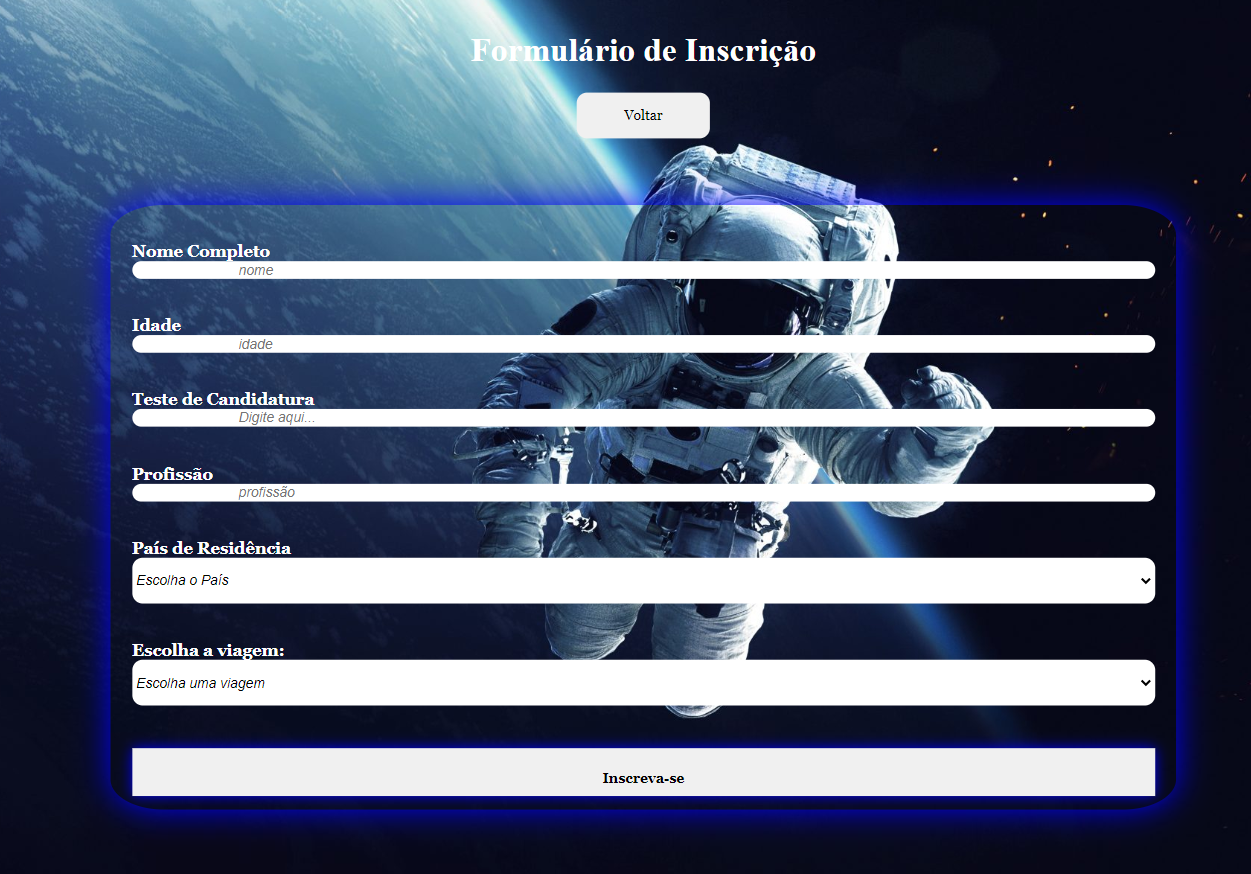 Formulário de Inscrição
Voltar
Nome Completo
nome
Idade
idade
Teste de Candidatura
Digite aqui...
Profissão
profissão
País de Residência
Escolha o País
Escolha a viagem:
Escolha uma viagem
Inscreva-se